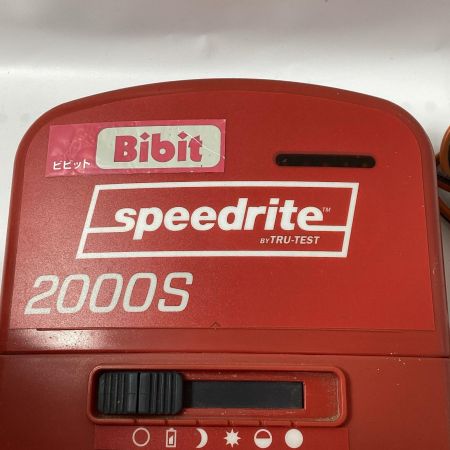 ビビット Bibit
speedrite™
BY TRU-TEST
2000S